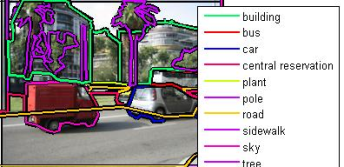 building
bus
car
central reservation
plant
pole
road
sidewalk
sky
tree